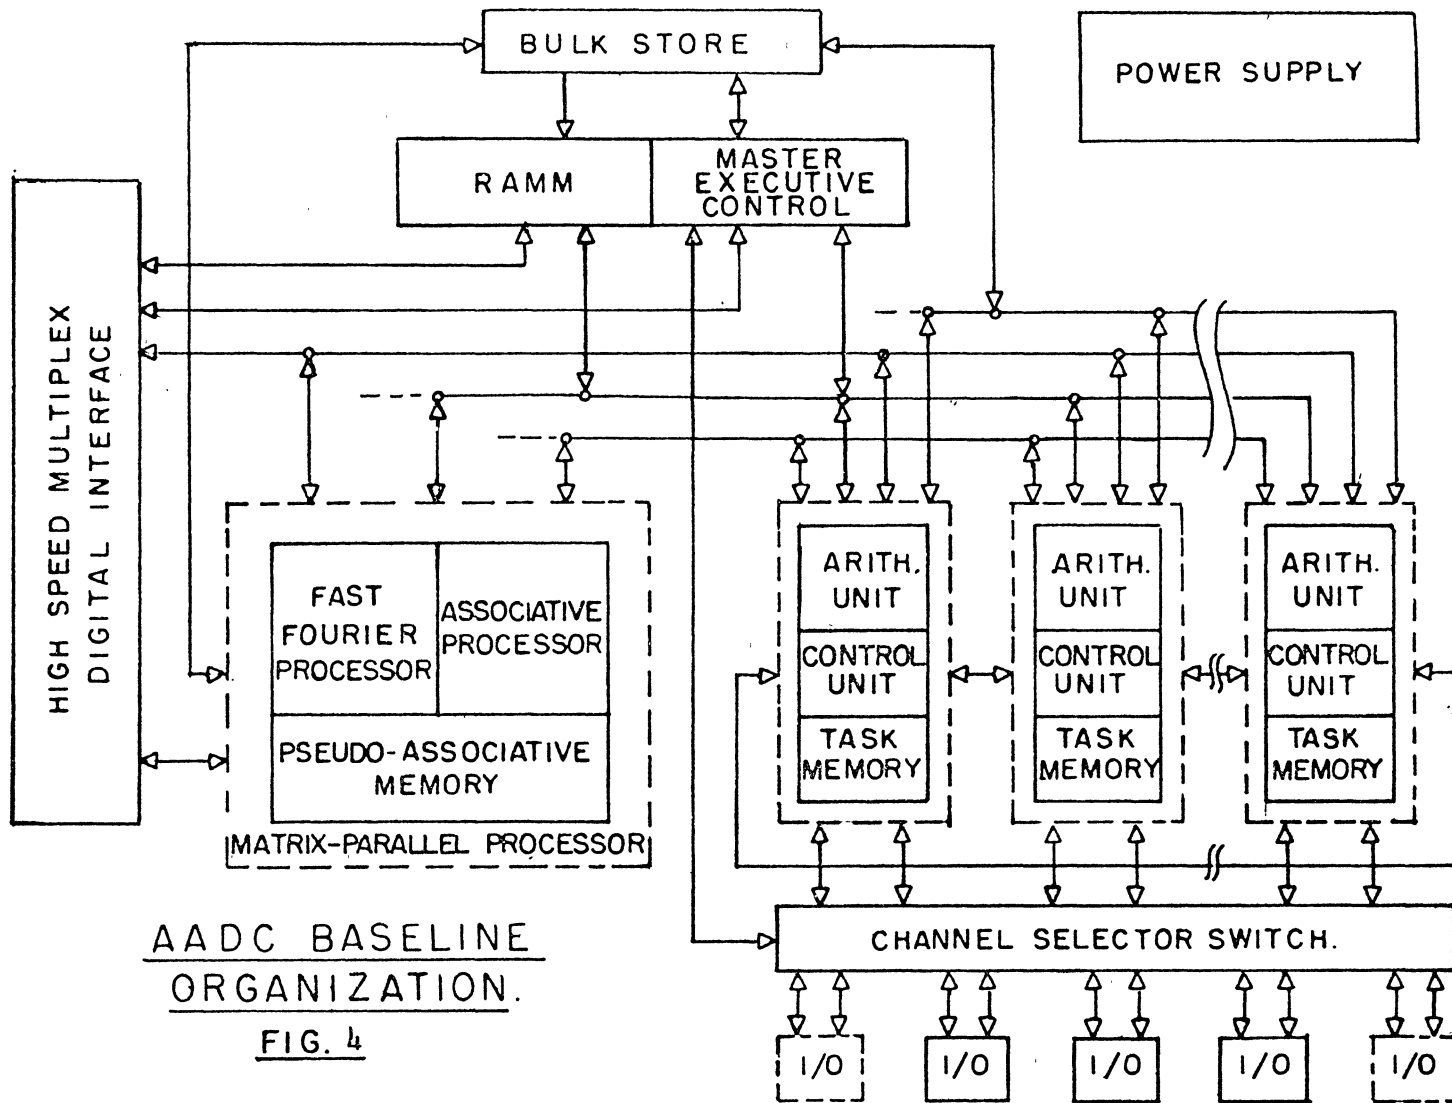 BULK STORE
POWER SUPPLY
RAMM
MASTER
EXECUTIVE
CONTROL
HIGH SPEED MULTIPLEX
DIGITAL INTERFACE
FAST
FOURIER
PROCESSOR
ASSOCIATIVE
PROCESSOR
PSEUDO-ASSOCIATIVE
MEMORY
MATRIX-PARALLEL PROCESSOR
ARITH.
UNIT
CONTROL
UNIT
TASK
MEMORY
ARITH.
UNIT
CONTROL
UNIT
TASK
MEMORY
ARITH.
UNIT
CONTROL
UNIT
TASK
MEMORY
CHANNEL SELECTOR SWITCH.
I/O
I/O
I/O
I/O
I/O
AADC BASELINE
ORGANIZATION.
FIG. 4